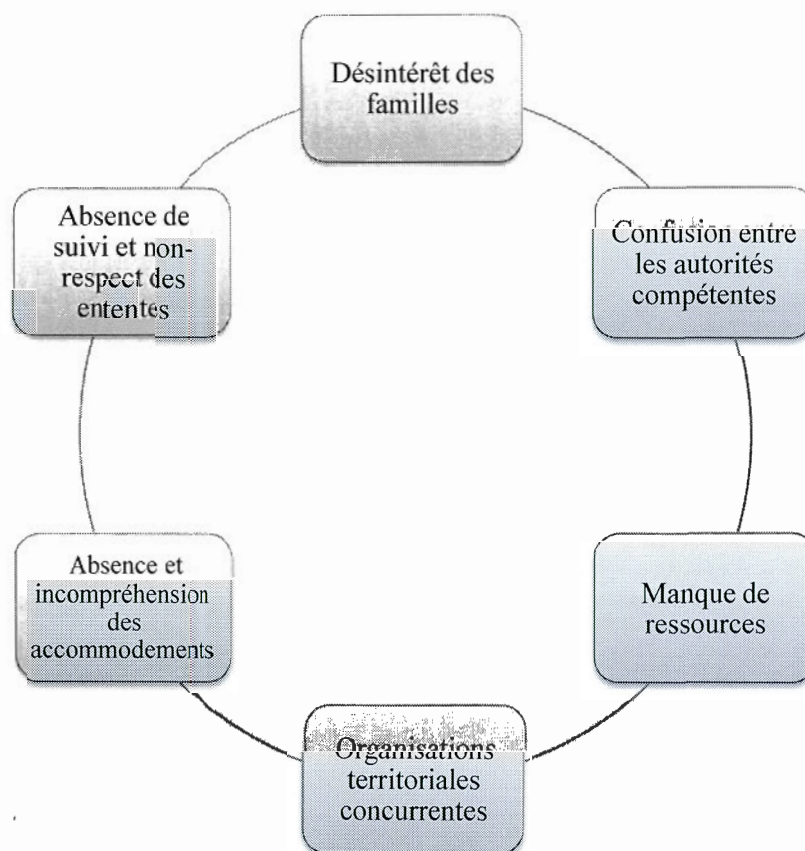 Désintérêt des
familles
Confusion entre
les autorités
compétentes
Manque de
ressources
Organisations
territoriales
concurrentes
Absence et
incompréhension
des
accommodements
Absence de
suivi et non-
respect des
ententes